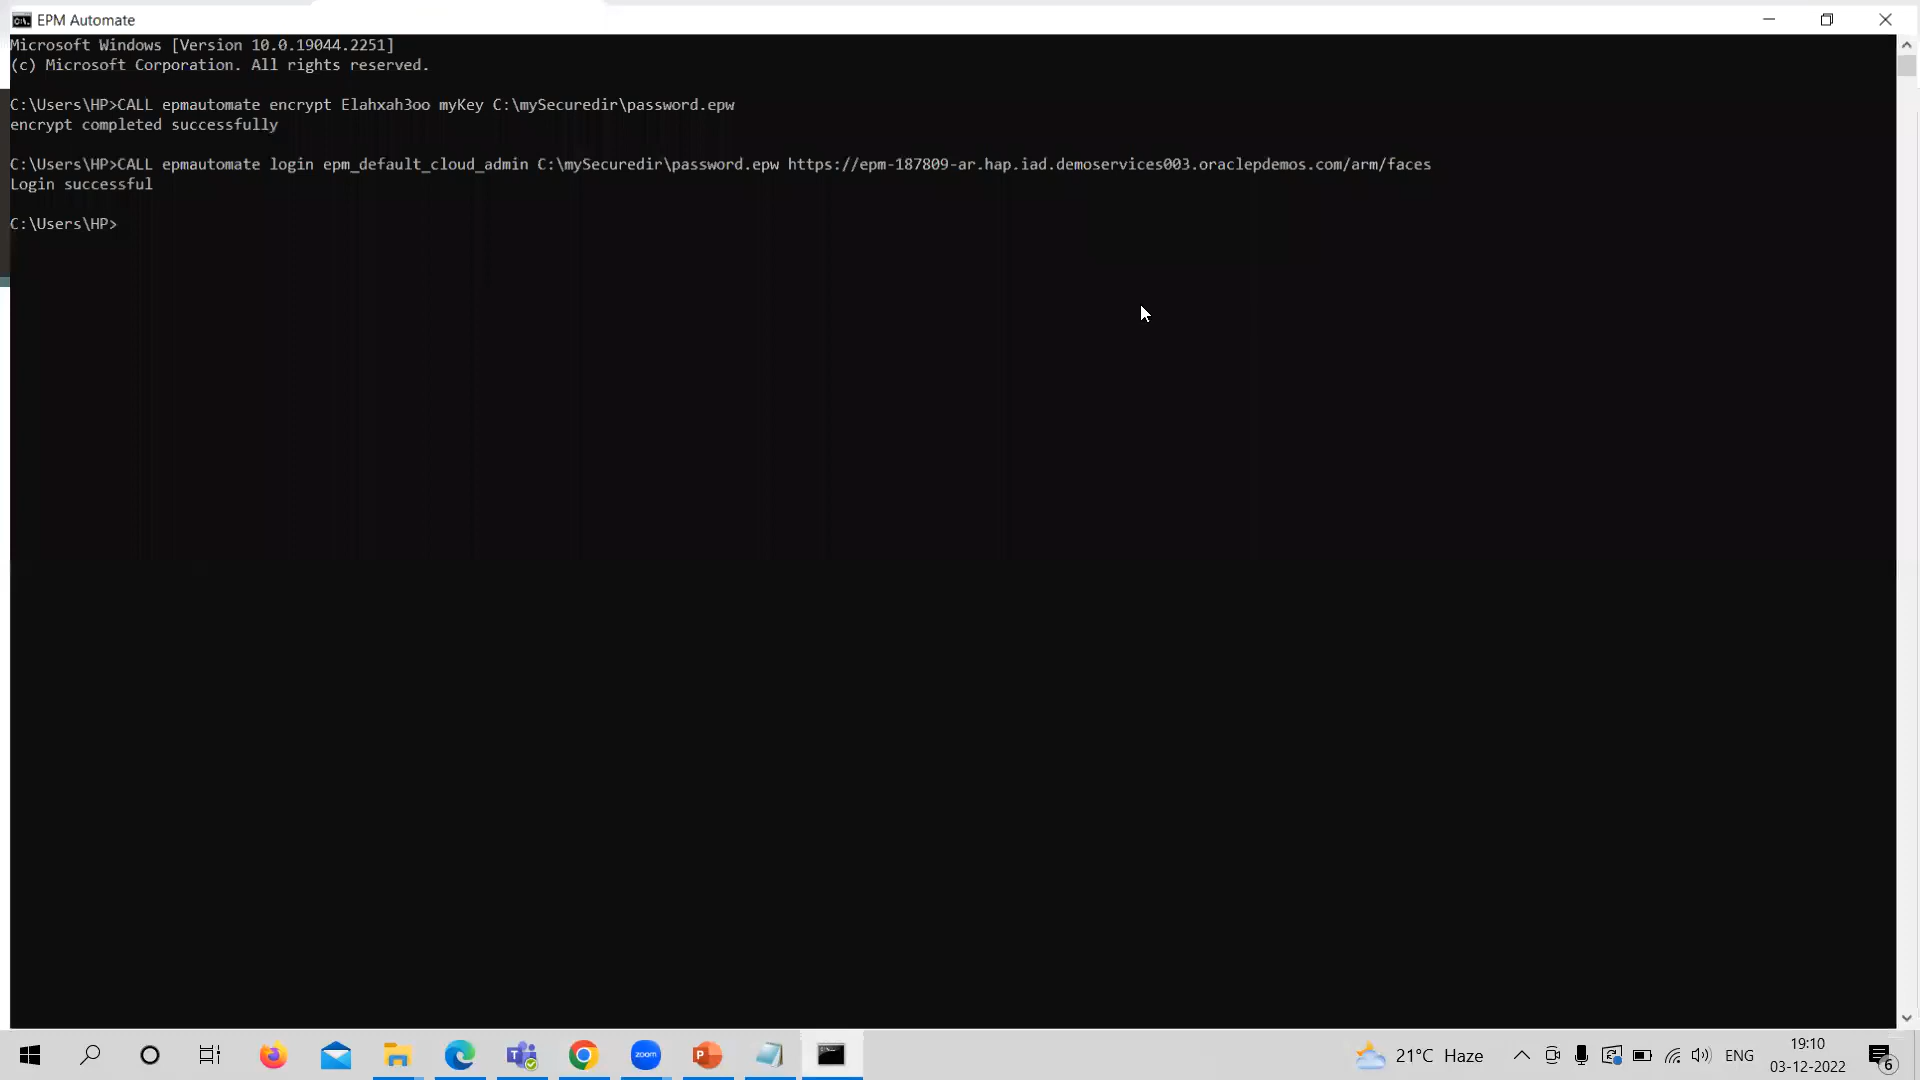 EPM Automate
Microsoft Windows [Version 10.0.19044.2251]
(c) Microsoft Corporation. All rights reserved.
C:\Users\HP>CALL epmautomate encrypt Elahxah3oo myKey C:\mySecuredir\password.epw
encrypt completed successfully
C:\Users\HP>CALL epmautomate login epm_default_cloud_admin C:\mySecuredir\password.epw https://epm-187809-ar.hap.iad.demoservices003.oraclepdemos.com/arm/faces
Login successful
C:\Users\HP>
zoom
21°C Haze
ENG
19:10
03-12-2022
6